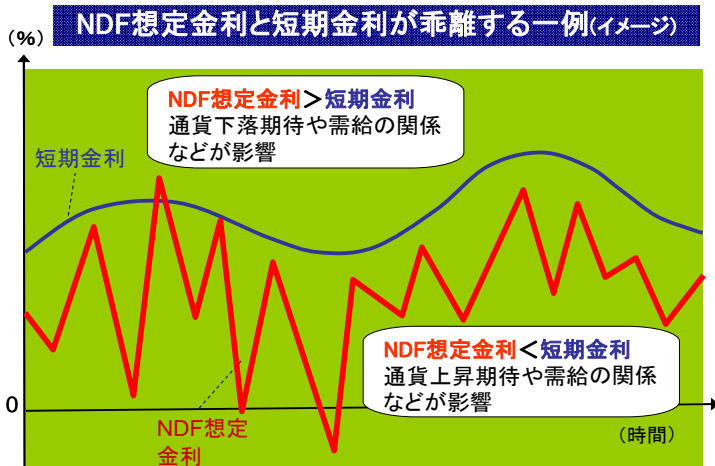 NDF想定金利と短期金利が乖離する一例(イメージ)
(%)
NDF想定金利＞短期金利
通貨下落期待や需給の関係
などが影響
短期金利
NDF想定金利＜短期金利
通貨上昇期待や需給の関係
などが影響
0
NDF想定
金利
(時間)